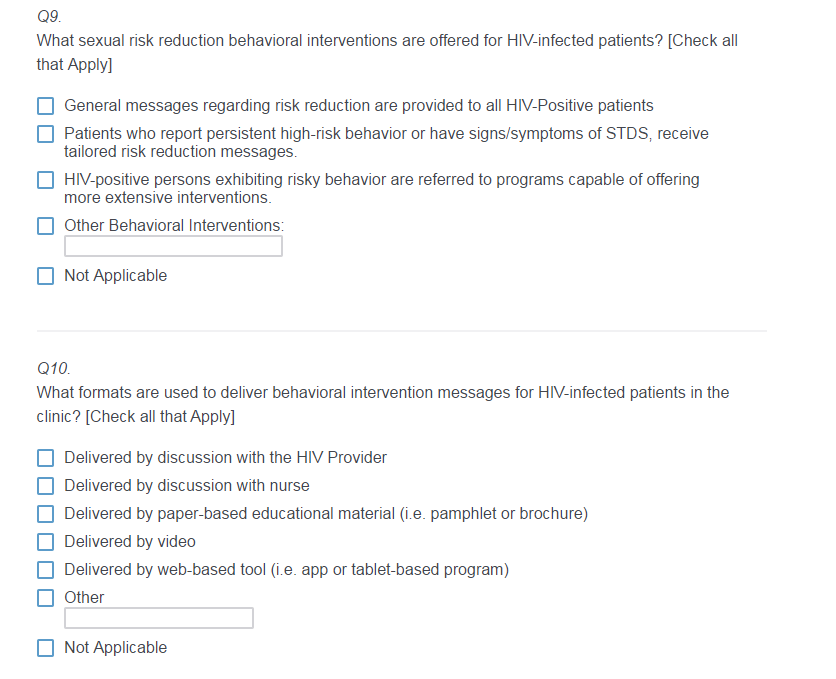 Q9.
What sexual risk reduction behavioral interventions are offered for HIV-infected patients? [Check all
that Apply]
General messages regarding risk reduction are provided to all HIV-Positive patients
Patients who report persistent high-risk behavior or have signs/symptoms of STDS, receive
tailored risk reduction messages.
HIV-positive persons exhibiting risky behavior are referred to programs capable of offering
more extensive interventions.
Other Behavioral Interventions:
Not Applicable
Q10.
What formats are used to deliver behavioral intervention messages for HIV-infected patients in the
clinic? [Check all that Apply]
Delivered by discussion with the HIV Provider
Delivered by discussion with nurse
Delivered by paper-based educational material (i.e. pamphlet or brochure)
Delivered by video
Delivered by web-based tool (i.e. app or tablet-based program)
Other
Not Applicable